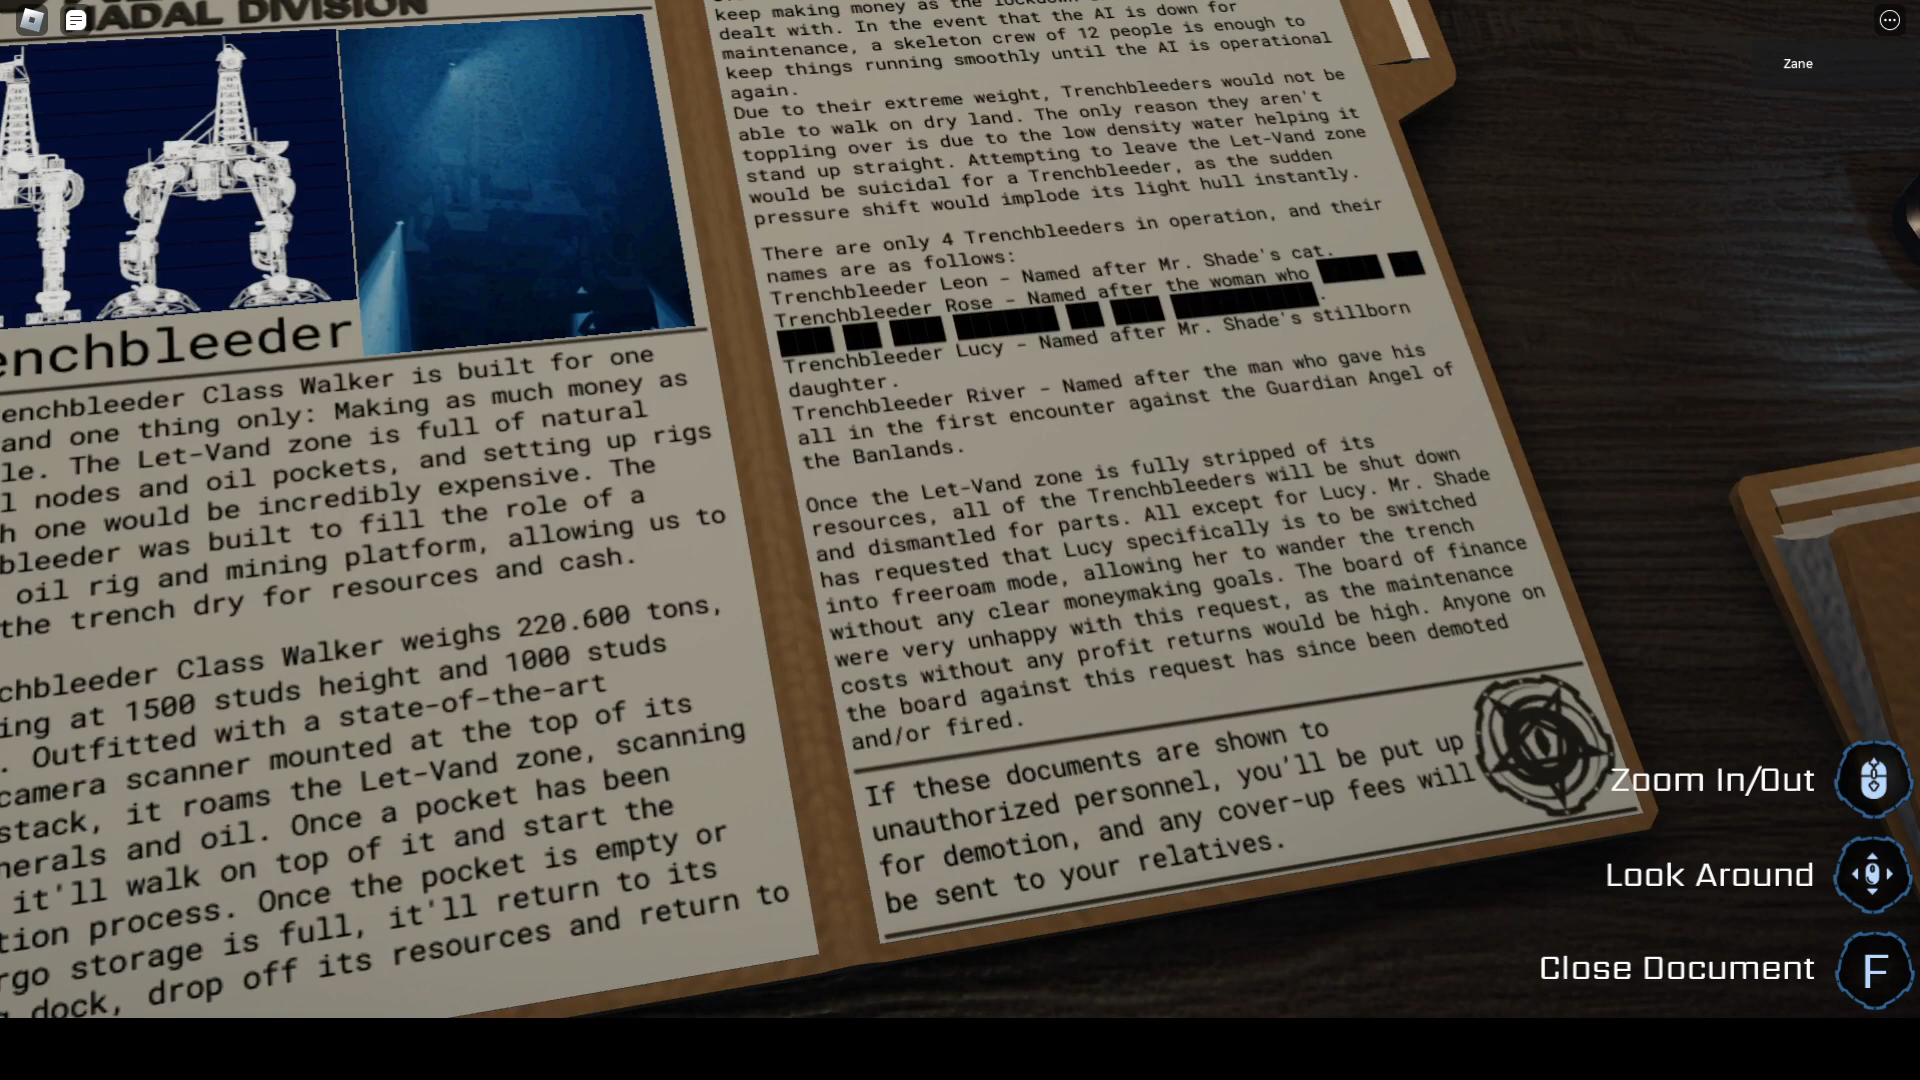 HADAL DIVISION
enchbleeder
enchbleeder Class Walker is built for one
and one thing only: Making as much money as
le. The Let-Vand zone is full of natural
l nodes and oil pockets, and setting up rigs
h one would be incredibly expensive. The
bleeder was built to fill the role of a
oil rig and mining platform, allowing us to
the trench dry for resources and cash.
chbleeder Class Walker weighs 220.600 tons,
ing at 1500 studs height and 1000 studs
. Outfitted with a state-of-the-art
camera scanner mounted at the top of its
stack, it roams the Let-Vand zone, scanning
nerals and oil. Once a pocket has been
it'll walk on top of it and start the
tion process. Once the pocket is empty or
rgo storage is full, it'll return to its
dock, drop off its resources and return to
keep making money as the
dealt with. In the event that the AI is down for
maintenance, a skeleton crew of 12 people is enough to
keep things running smoothly until the AI is operational
again.
Due to their extreme weight, Trenchbleeders would not be
able to walk on dry land. The only reason they aren't
toppling over is due to the low density water helping it
stand up straight. Attempting to leave the Let-Vand zone
would be suicidal for a Trenchbleeder, as the sudden
pressure shift would implode its light hull instantly.
There are only 4 Trenchbleeders in operation, and their
names are as follows:
Trenchbleeder Leon - Named after Mr. Shade's cat.
Trenchbleeder Rose - Named after the woman who
.
Trenchbleeder Lucy - Named after Mr. Shade's stillborn
daughter.
Trenchbleeder River - Named after the man who gave his
all in the first encounter against the Guardian Angel of
the Banlands.
Once the Let-Vand zone is fully stripped of its
resources, all of the Trenchbleeders will be shut down
and dismantled for parts. All except for Lucy. Mr. Shade
has requested that Lucy specifically is to be switched
into freeroam mode, allowing her to wander the trench
without any clear moneymaking goals. The board of finance
were very unhappy with this request, as the maintenance
costs without any profit returns would be high. Anyone on
the board against this request has since been demoted
and/or fired.
If these documents are shown to
unauthorized personnel, you'll be put up
for demotion, and any cover-up fees will
be sent to your relatives.
Zane
Zoom In/Out
Look Around
Close Document F